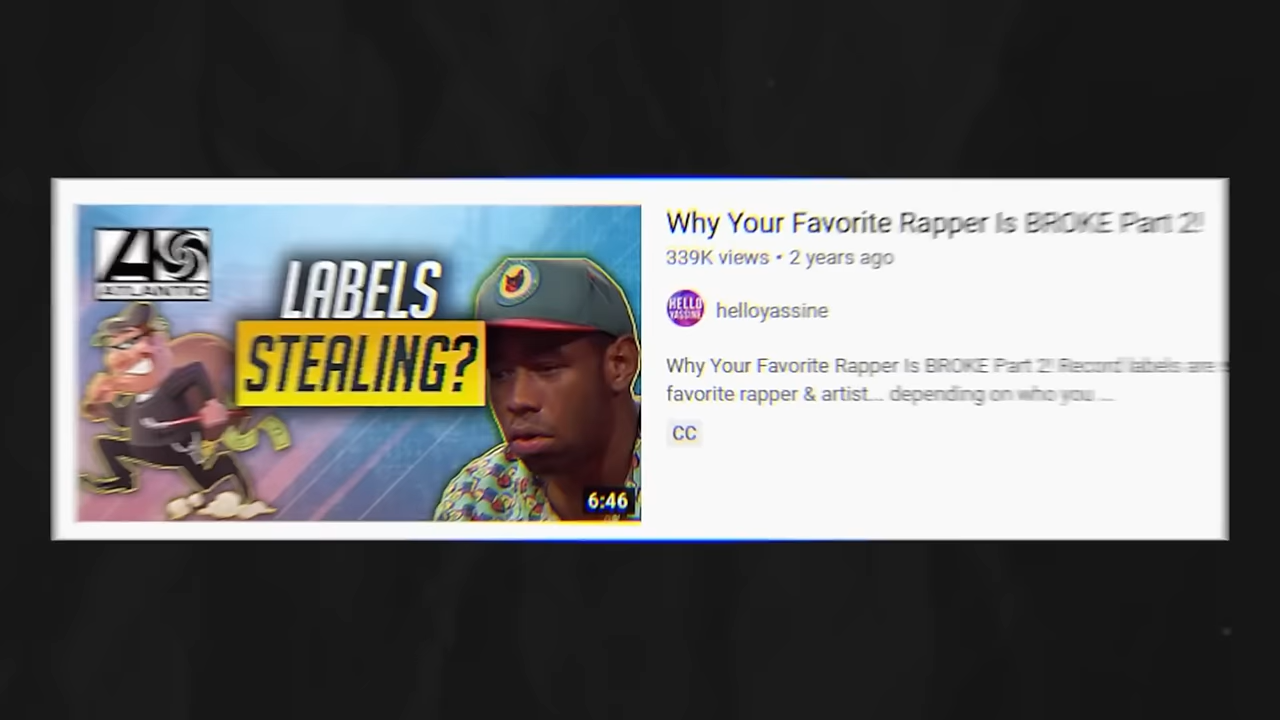 ATLANTIC
LABELS
STEALING?
6:46
Why Your Favorite Rapper Is BROKE Part 2!
339K views • 2 years ago
HELLO
YASSINE
helloyassine
Why Your Favorite Rapper Is BROKE Part 2! Record labels are
favorite rapper & artist... depending on who you ...
CC